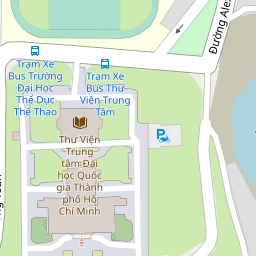 Đường Alex
Trạm Xe
Bus Trường
Đại Học
Thể Dục
Thể Thao
Trạm Xe
Bus Thư
Viện Trung
Tâm
Thư Viện
Trung
tâm Đại
học Quốc
gia Thành
phố Hồ
Chí Minh